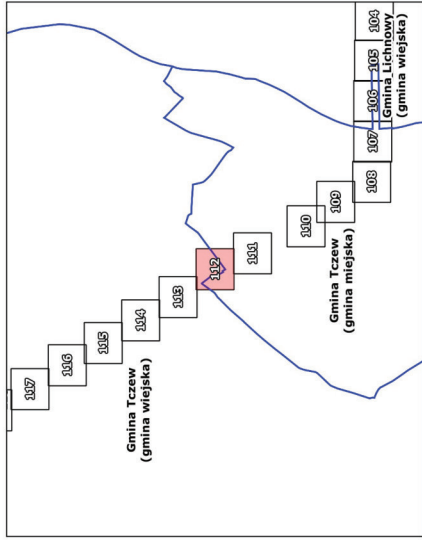 104
105
Gmina Lichnowy
(gmina wiejska)
106
107
108
109
110
Gmina Tczew
(gmina miejska)
111
112
113
114
115
116
117
Gmina Tczew
(gmina wiejska)